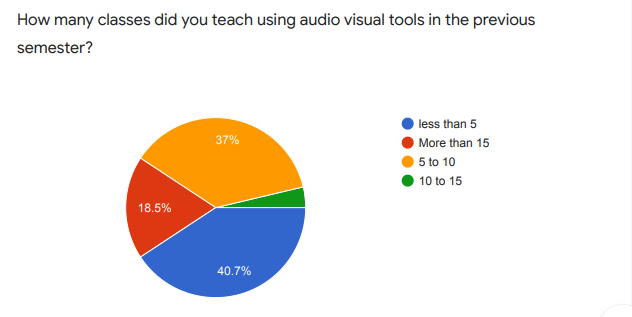 How many classes did you teach using audio visual tools in the previous
semester?
37%
18.5%
40.7%
less than 5
More than 15
5 to 10
10 to 15